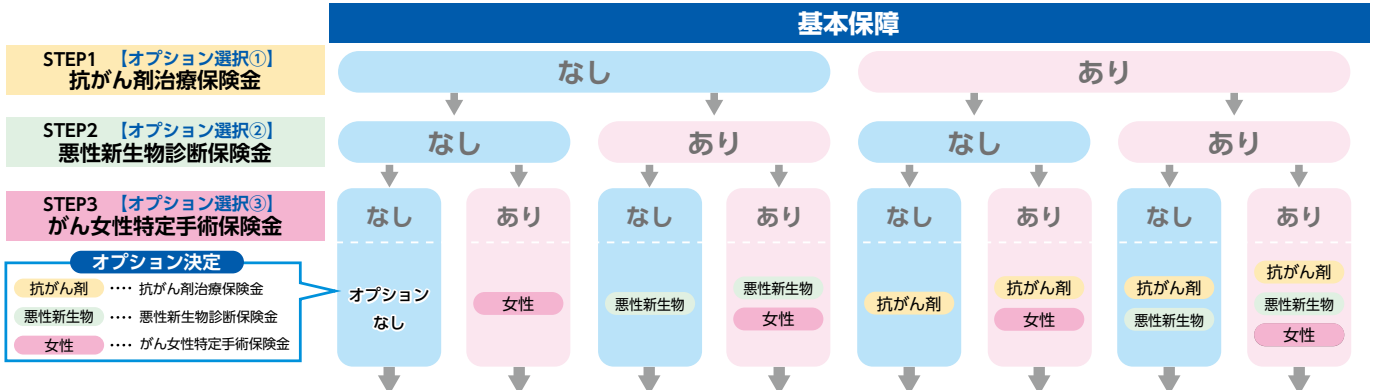 基本保障
STEP1 【オプション選択①】
抗がん剤治療保険金
なし
あり
STEP2 【オプション選択②】
悪性新生物診断保険金
なし
あり
なし
あり
STEP3 【オプション選択③】
がん女性特定手術保険金
なし
あり
なし
あり
なし
あり
なし
あり
オプション決定
抗がん剤 ‥‥ 抗がん剤治療保険金
悪性新生物 ‥‥ 悪性新生物診断保険金
女性 ‥‥ がん女性特定手術保険金
オプション
なし
女性
悪性新生物
悪性新生物
女性
抗がん剤
抗がん剤
女性
抗がん剤
悪性新生物
抗がん剤
悪性新生物
女性